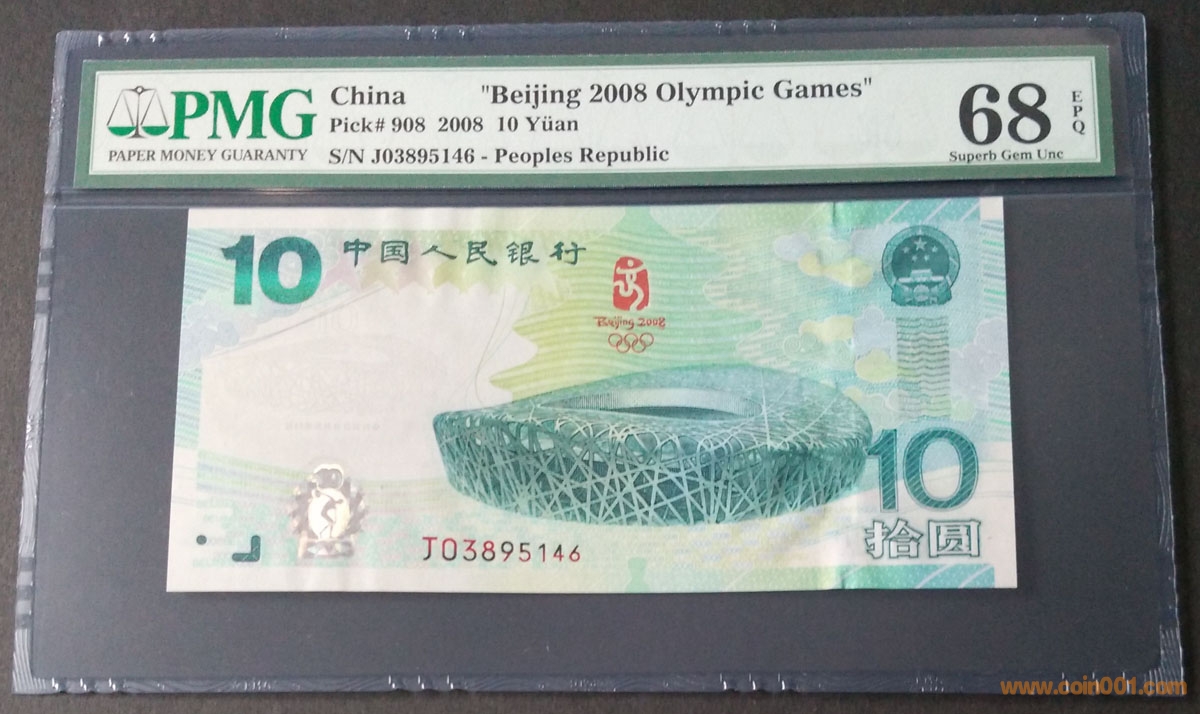 PMG
PAPER MONEY GUARANTY
China "Beijing 2008 Olympic Games"
Pick# 908 2008 10 Yüan
S/N J03895146 - Peoples Republic
68
EPQ
Superb Gem Unc
10 中国人民银行
Beijing 2008
10
拾圆
J03895146
www.coin001.com